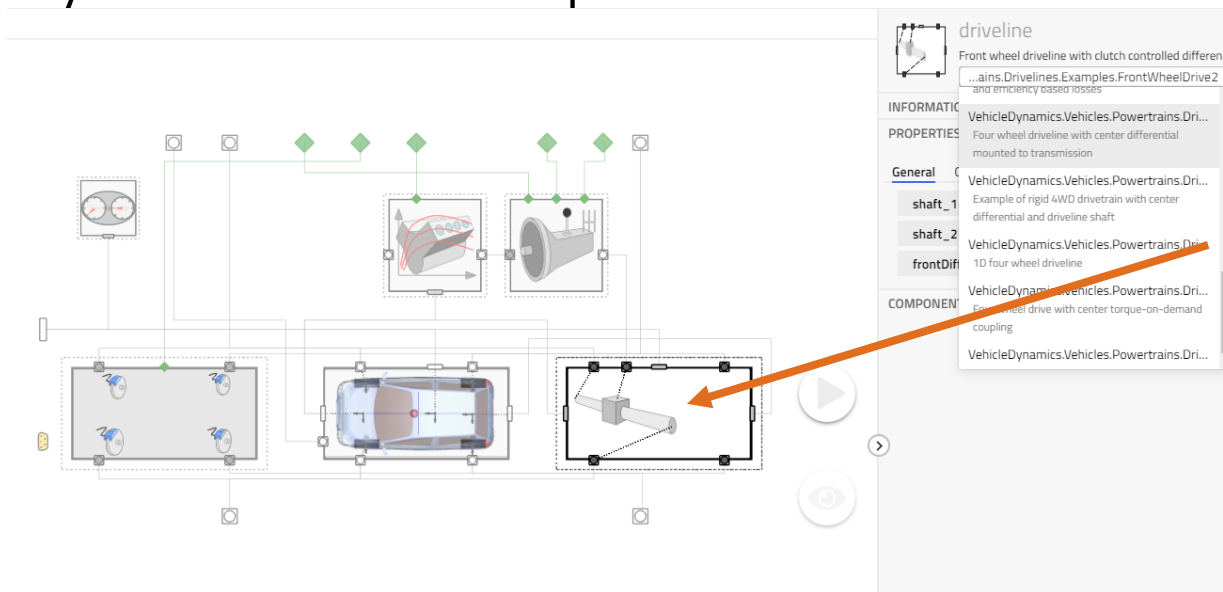 driveline
Front wheel driveline with clutch controlled differen
...ains.Drivelines.Examples.FrontWheelDrive2
and efficiency based losses
INFORMATIO
VehicleDynamics.Vehicles.Powertrains.Dri...
PROPERTIES
Four wheel driveline with center differential
mounted to transmission
General
VehicleDynamics.Vehicles.Powertrains.Dri...
shaft_1
Example of rigid 4WD drivetrain with center
differential and driveline shaft
shaft_2
VehicleDynamics.Vehicles.Powertrains.Dri...
frontDiff
1D four wheel driveline
VehicleDynamics.Vehicles.Powertrains.Dri...
COMPONENT
Four wheel drive with center torque-on-demand
coupling
VehicleDynamics.Vehicles.Powertrains.Dri...